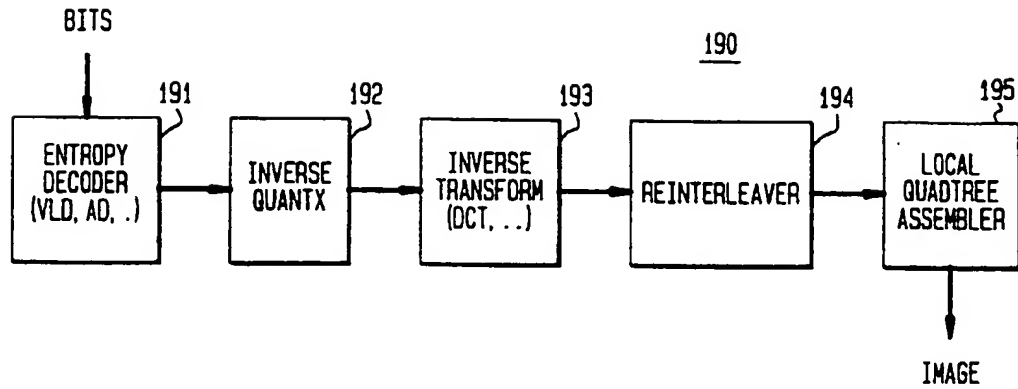 BITS
190
191
192
193
194
195
ENTROPY
DECODER
(VLD, AD, .)
INVERSE
QUANTX
INVERSE
TRANSFORM
(DCT, . .)
REINTERLEAVER
LOCAL
QUADTREE
ASSEMBLER
IMAGE